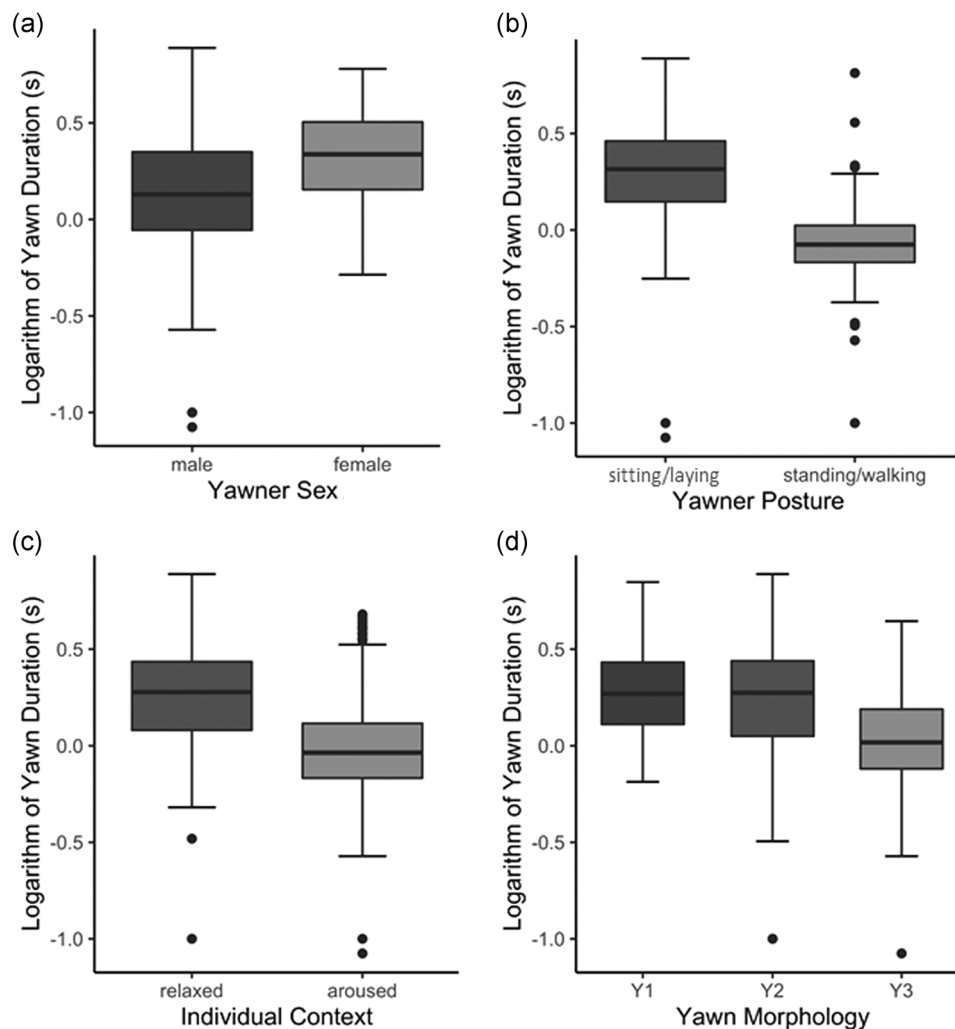 (a)
Logarithm of Yawn Duration (s)
0.5
0.0
-0.5
-1.0
male female
Yawner Sex
(b)
Logarithm of Yawn Duration (s)
0.5
0.0
-0.5
-1.0
sitting/laying standing/walking
Yawner Posture
(c)
Logarithm of Yawn Duration (s)
0.5
0.0
-0.5
-1.0
relaxed aroused
Individual Context
(d)
Logarithm of Yawn Duration (s)
0.5
0.0
-0.5
-1.0
Y1 Y2 Y3
Yawn Morphology